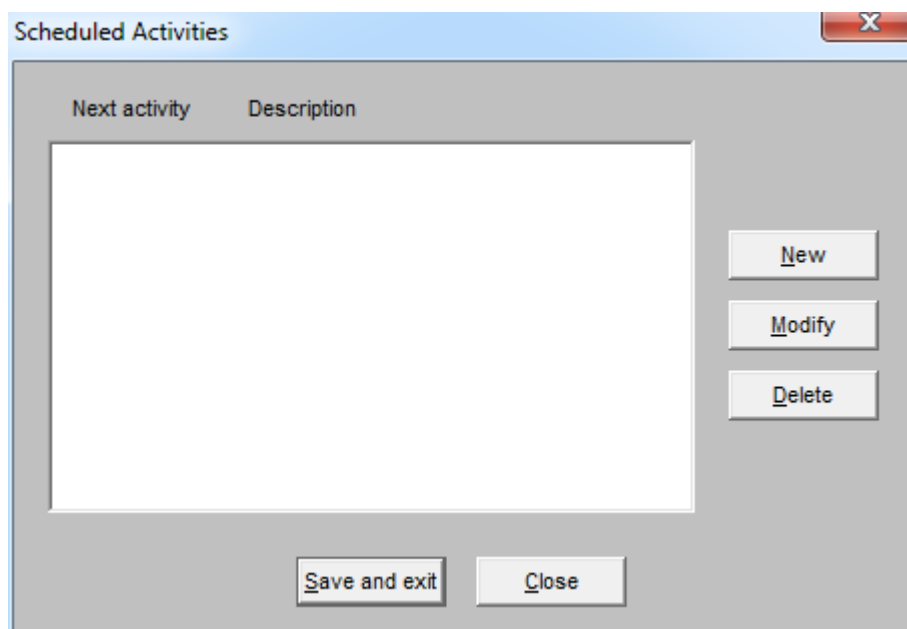 Scheduled Activities
X
Next activity Description
New
Modify
Delete
Save and exit Close